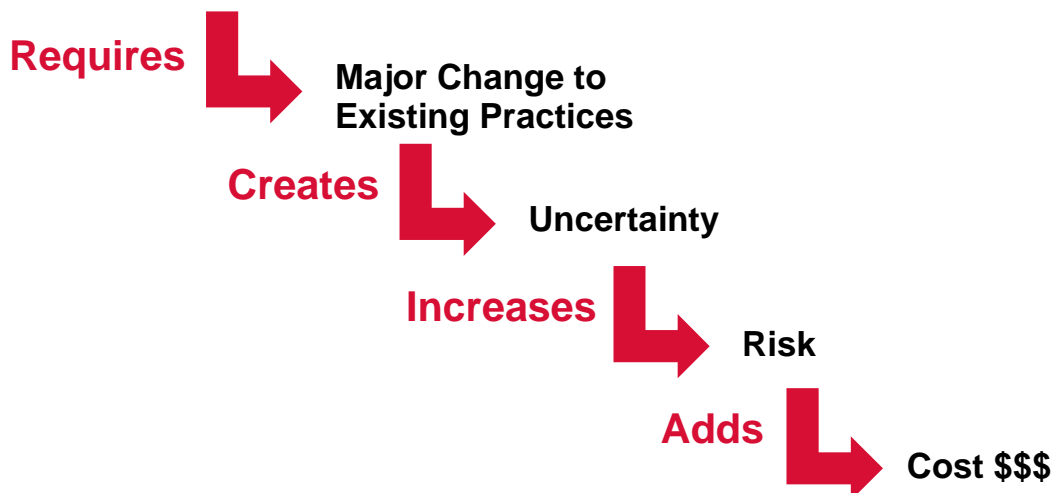 Requires
Major Change to
Existing Practices
Creates
Uncertainty
Increases
Risk
Adds
Cost $$$